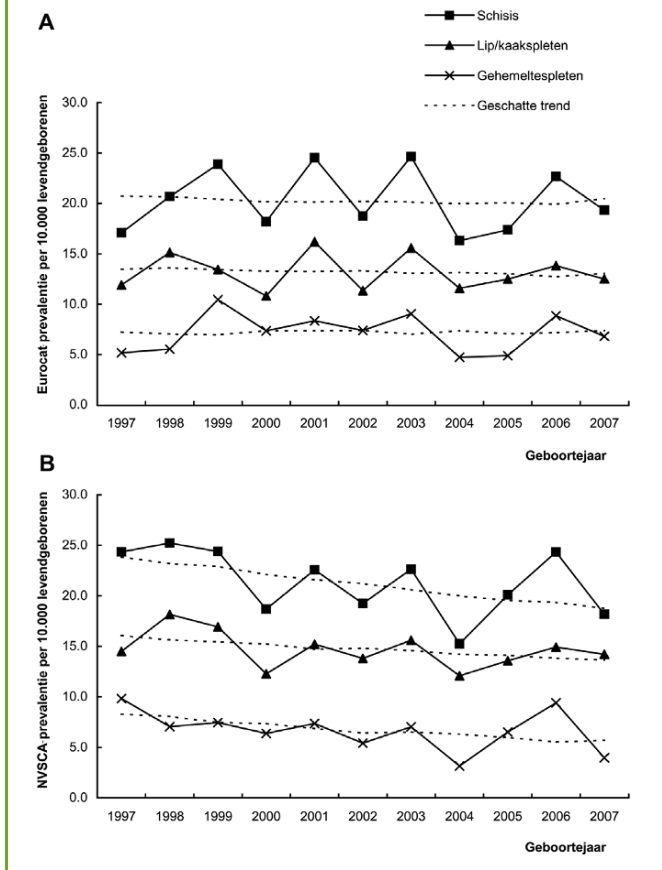 A
Schisis
Lip/kaakspleten
Gehemeltespleten
Geschatte trend
Eurocat prevalentie per 10.000 levendgeborenen
30.0
25.0
20.0
15.0
10.0
5.0
0.0
1997 1998 1999 2000 2001 2002 2003 2004 2005 2006 2007
Geboortejaar
B
NVSCA-prevalentie per 10.000 levendgeborenen
30.0
25.0
20.0
15.0
10.0
5.0
0.0
1997 1998 1999 2000 2001 2002 2003 2004 2005 2006 2007
Geboortejaar